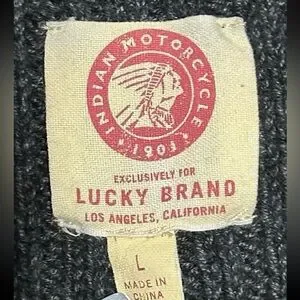 INDIAN MOTORCYCLE
1901
EXCLUSIVELY FOR
LUCKY BRAND
LOS ANGELES, CALIFORNIA
L
MADE IN
CHINA